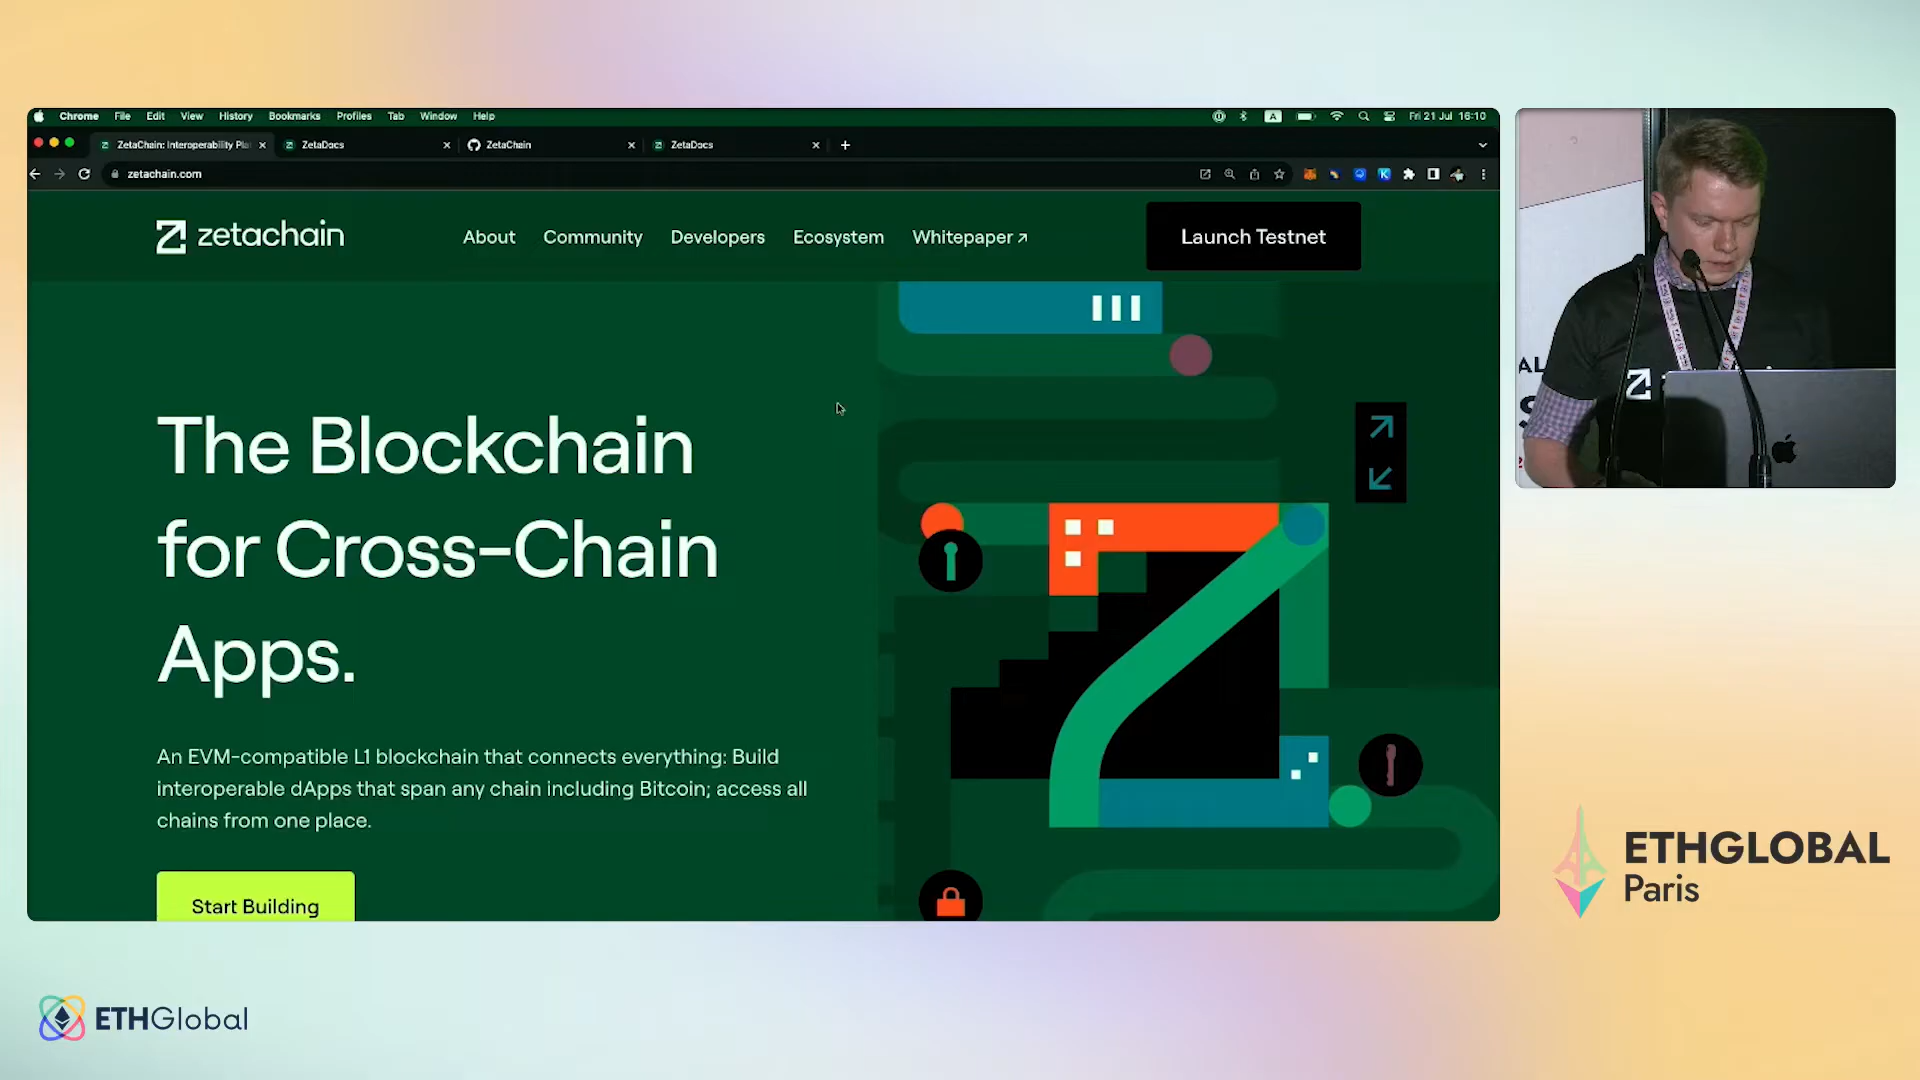 Chrome File Edit View History Bookmarks Profiles Tab Window Help
A Fri 21 Jul 16:10
ZetaChain: Interoperability Pla
ZetaDocs
ZetaChain
ZetaDocs
zetachain.com
K
zetachain
About
Community
Developers
Ecosystem
Whitepaper ↗
Launch Testnet
The Blockchain
for Cross-Chain
Apps.
An EVM-compatible L1 blockchain that connects everything: Build
interoperable dApps that span any chain including Bitcoin; access all
chains from one place.
Start Building
ETHGLOBAL
Paris
ETHGlobal